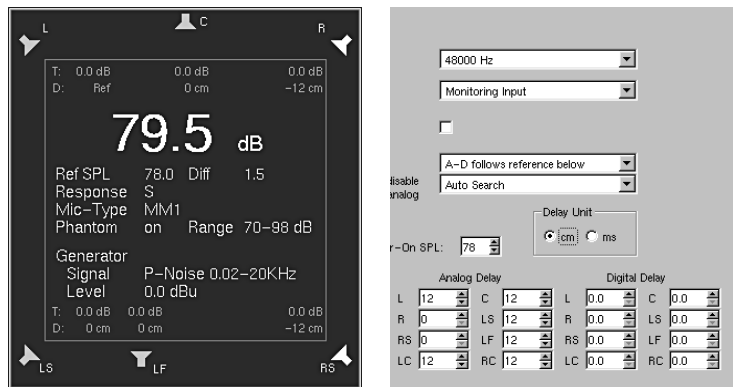 L C R
T: 0.0 dB 0.0 dB 0.0 dB
D: Ref 0 cm −12 cm
79.5 dB
Ref SPL 78.0 Diff 1.5
Response S
Mic−Type MM1
Phantom on Range 70−98 dB
Generator
Signal P−Noise 0.02−20KHz
Level 0.0 dBu
T: 0.0 dB 0.0 dB 0.0 dB
D: 0 cm 0 cm −12 cm
LS LF RS
48000 Hz
Monitoring Input
A−D follows reference below
disable
analog
Auto Search
Delay Unit
cm ms
r−On SPL: 78
Analog Delay Digital Delay
L 12 C 12 L 0.0 C 0.0
R 0 LS 12 R 0.0 LS 0.0
RS 0 LF 12 RS 0.0 LF 0.0
LC 12 RC 12 LC 0.0 RC 0.0